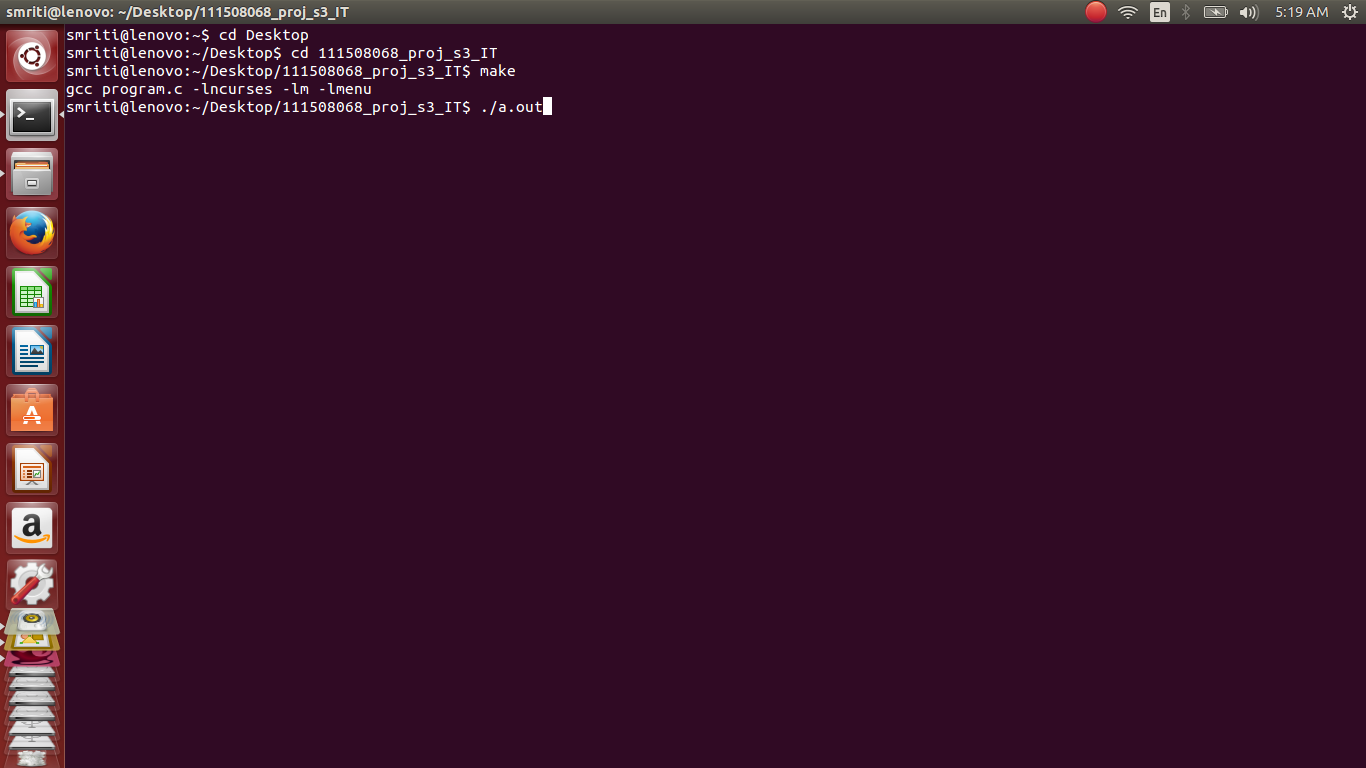 smriti@lenovo: ~/Desktop/111508068_proj_s3_IT
En
5:19 AM
smriti@lenovo:~$ cd Desktop
smriti@lenovo:~/Desktop$ cd 111508068_proj_s3_IT
smriti@lenovo:~/Desktop/111508068_proj_s3_IT$ make
gcc program.c -lncurses -lm -lmenu
smriti@lenovo:~/Desktop/111508068_proj_s3_IT$ ./a.out